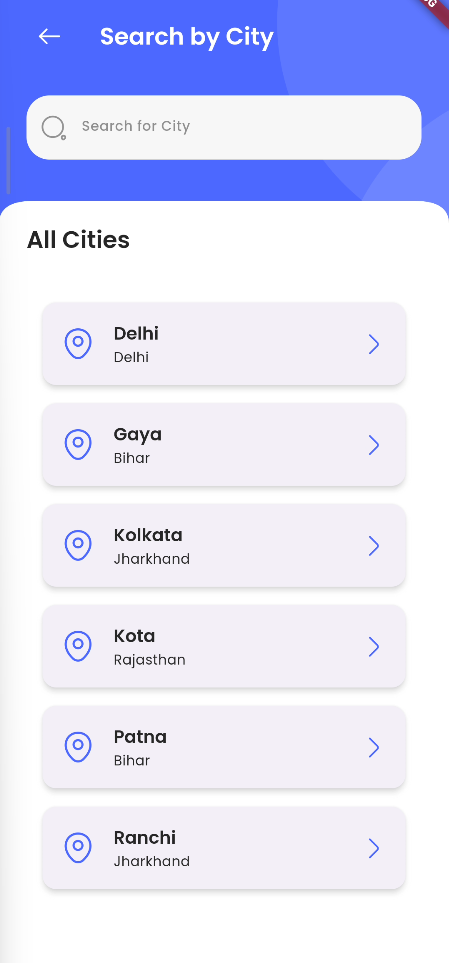 Search by City
Search for City
All Cities
Delhi
Delhi
Gaya
Bihar
Kolkata
Jharkhand
Kota
Rajasthan
Patna
Bihar
Ranchi
Jharkhand